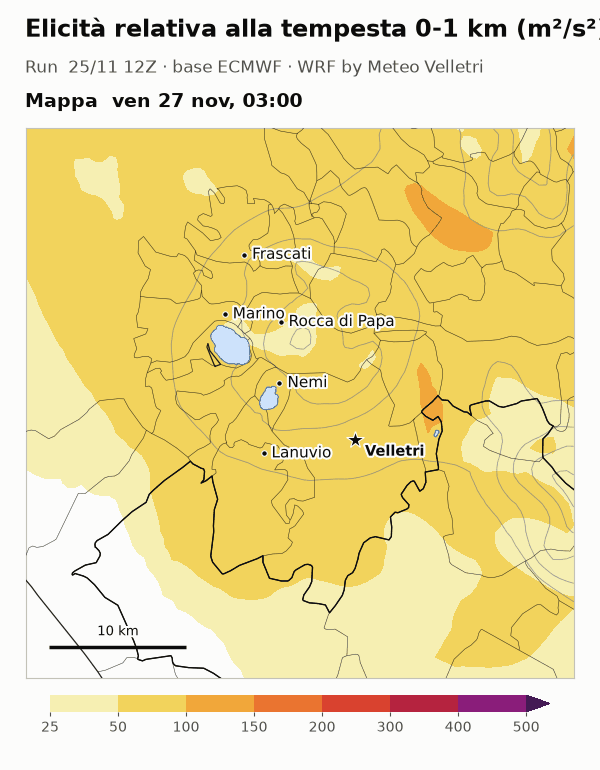 Elicità relativa alla tempesta 0-1 km (m²/s²)
Run 25/11 12Z · base ECMWF · WRF by Meteo Velletri
Mappa ven 27 nov, 03:00
Frascati
Marino
Rocca di Papa
Nemi
Velletri
Lanuvio
10 km
25 50 100 150 200 300 400 500